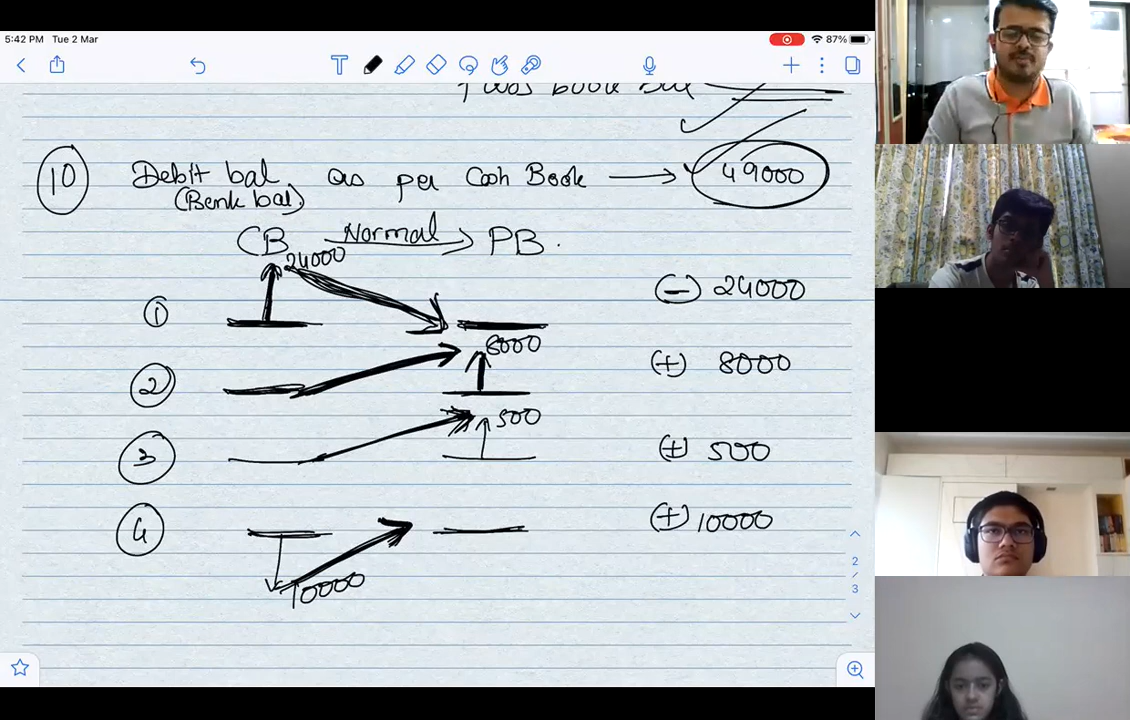 5:42 PM Tue 2 Mar
87%
T
10 Debit bal as per Cash Book → 49000
(Bank bal)
CB Normal PB
24000
1 (-) 24000
8000
2 (+) 8000
500
3 (+) 500
4 (+) 10000
10000
2
/
3